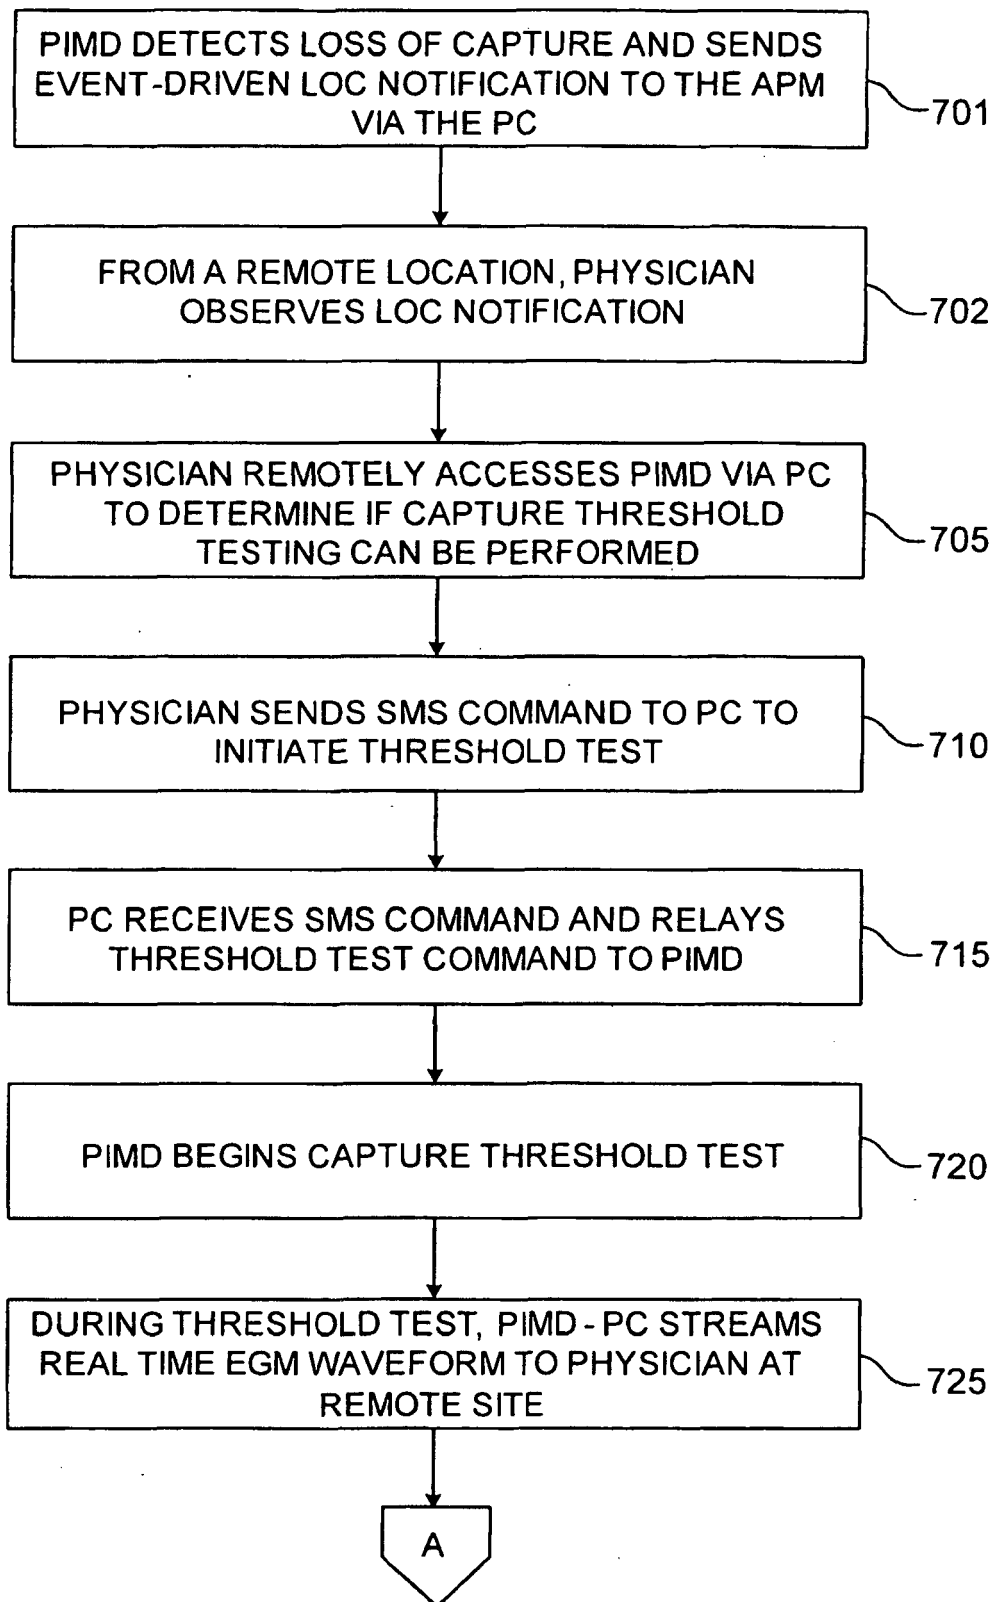 PIMD DETECTS LOSS OF CAPTURE AND SENDS
EVENT-DRIVEN LOC NOTIFICATION TO THE APM
VIA THE PC
701
FROM A REMOTE LOCATION, PHYSICIAN
OBSERVES LOC NOTIFICATION
702
PHYSICIAN REMOTELY ACCESSES PIMD VIA PC
TO DETERMINE IF CAPTURE THRESHOLD
TESTING CAN BE PERFORMED
705
PHYSICIAN SENDS SMS COMMAND TO PC TO
INITIATE THRESHOLD TEST
710
PC RECEIVES SMS COMMAND AND RELAYS
THRESHOLD TEST COMMAND TO PIMD
715
PIMD BEGINS CAPTURE THRESHOLD TEST
720
DURING THRESHOLD TEST, PIMD-PC STREAMS
REAL TIME EGM WAVEFORM TO PHYSICIAN AT
REMOTE SITE
725
A